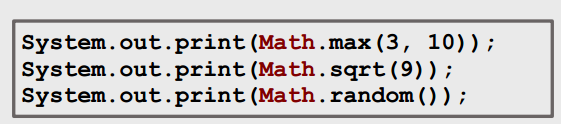 System.out.print(Math.max(3, 10));
System.out.print(Math.sqrt(9));
System.out.print(Math.random());